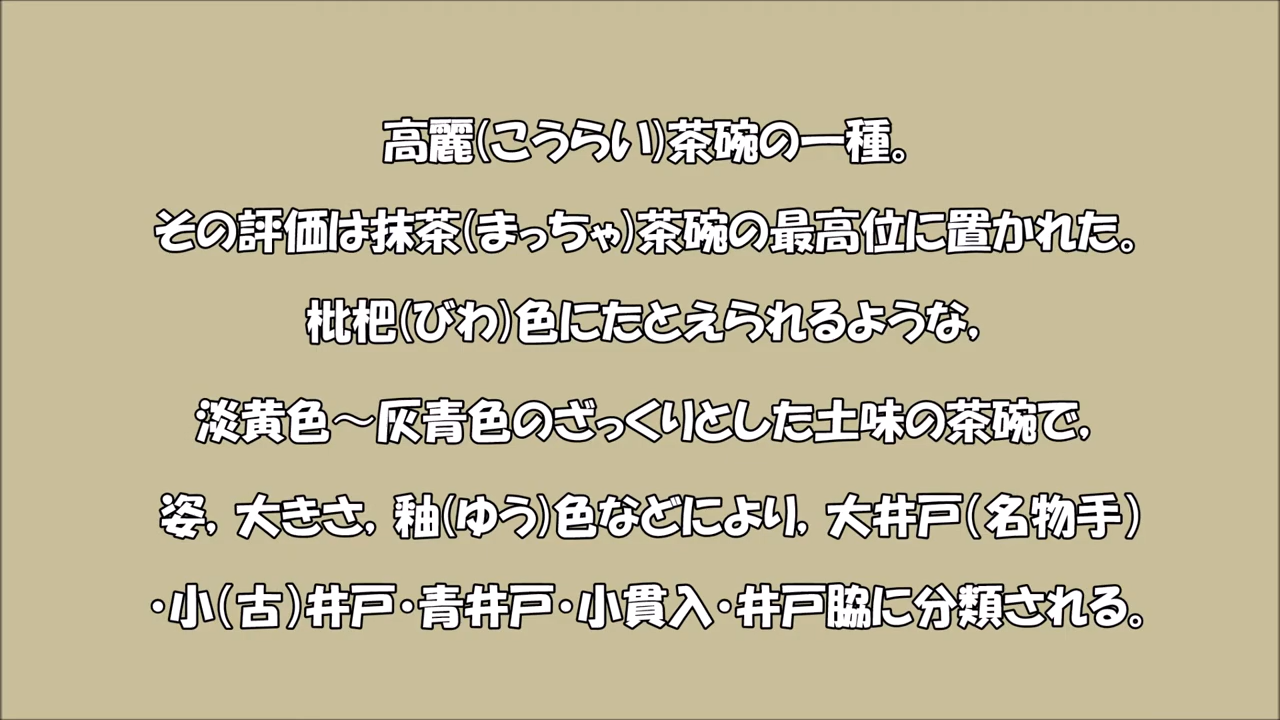 高麗(こうらい)茶碗の一種。
その評価は抹茶(まっちゃ)茶碗の最高位に置かれた。
枇杷(びわ)色にたとえられるような,
淡黄色～灰青色のざっくりとした土味の茶碗で,
姿, 大きさ, 釉(ゆう)色などにより, 大井戸（名物手）
・小（古）井戸・青井戸・小貫入・井戸脇に分類される。